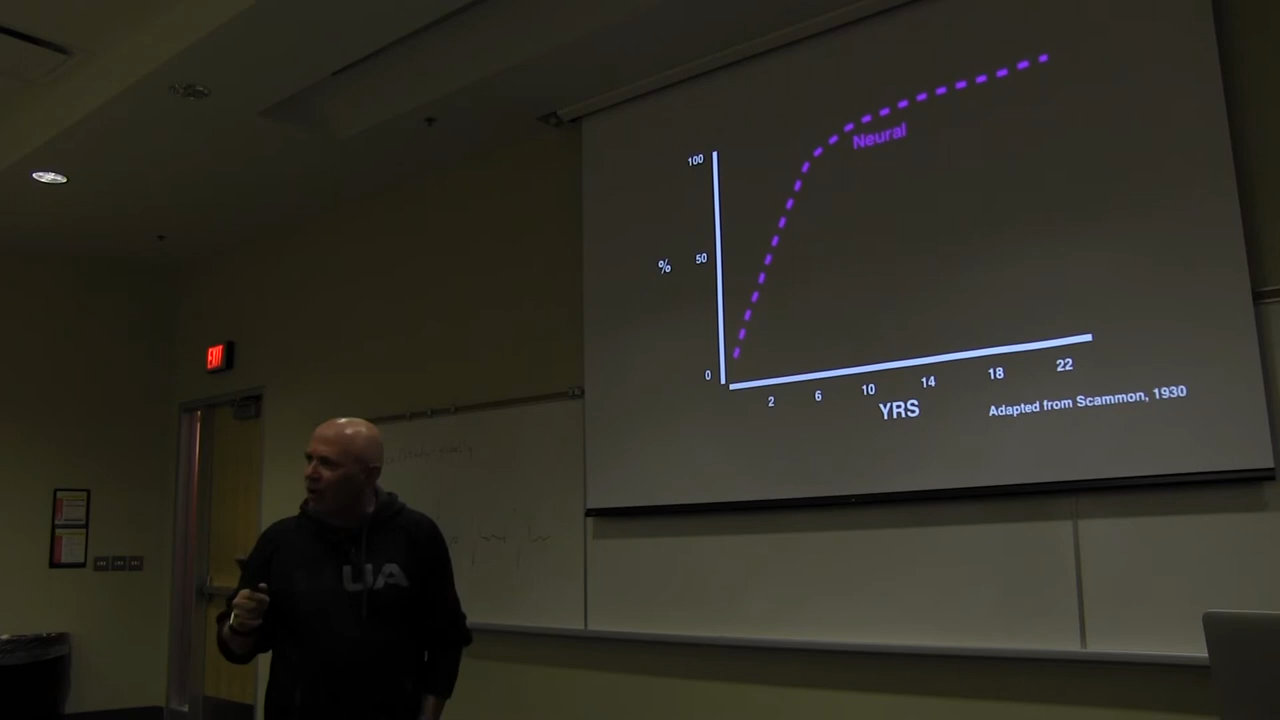 Neural
100
%
50
0
2 6 10 14 18 22
YRS
Adapted from Scammon, 1930
EXIT
UA